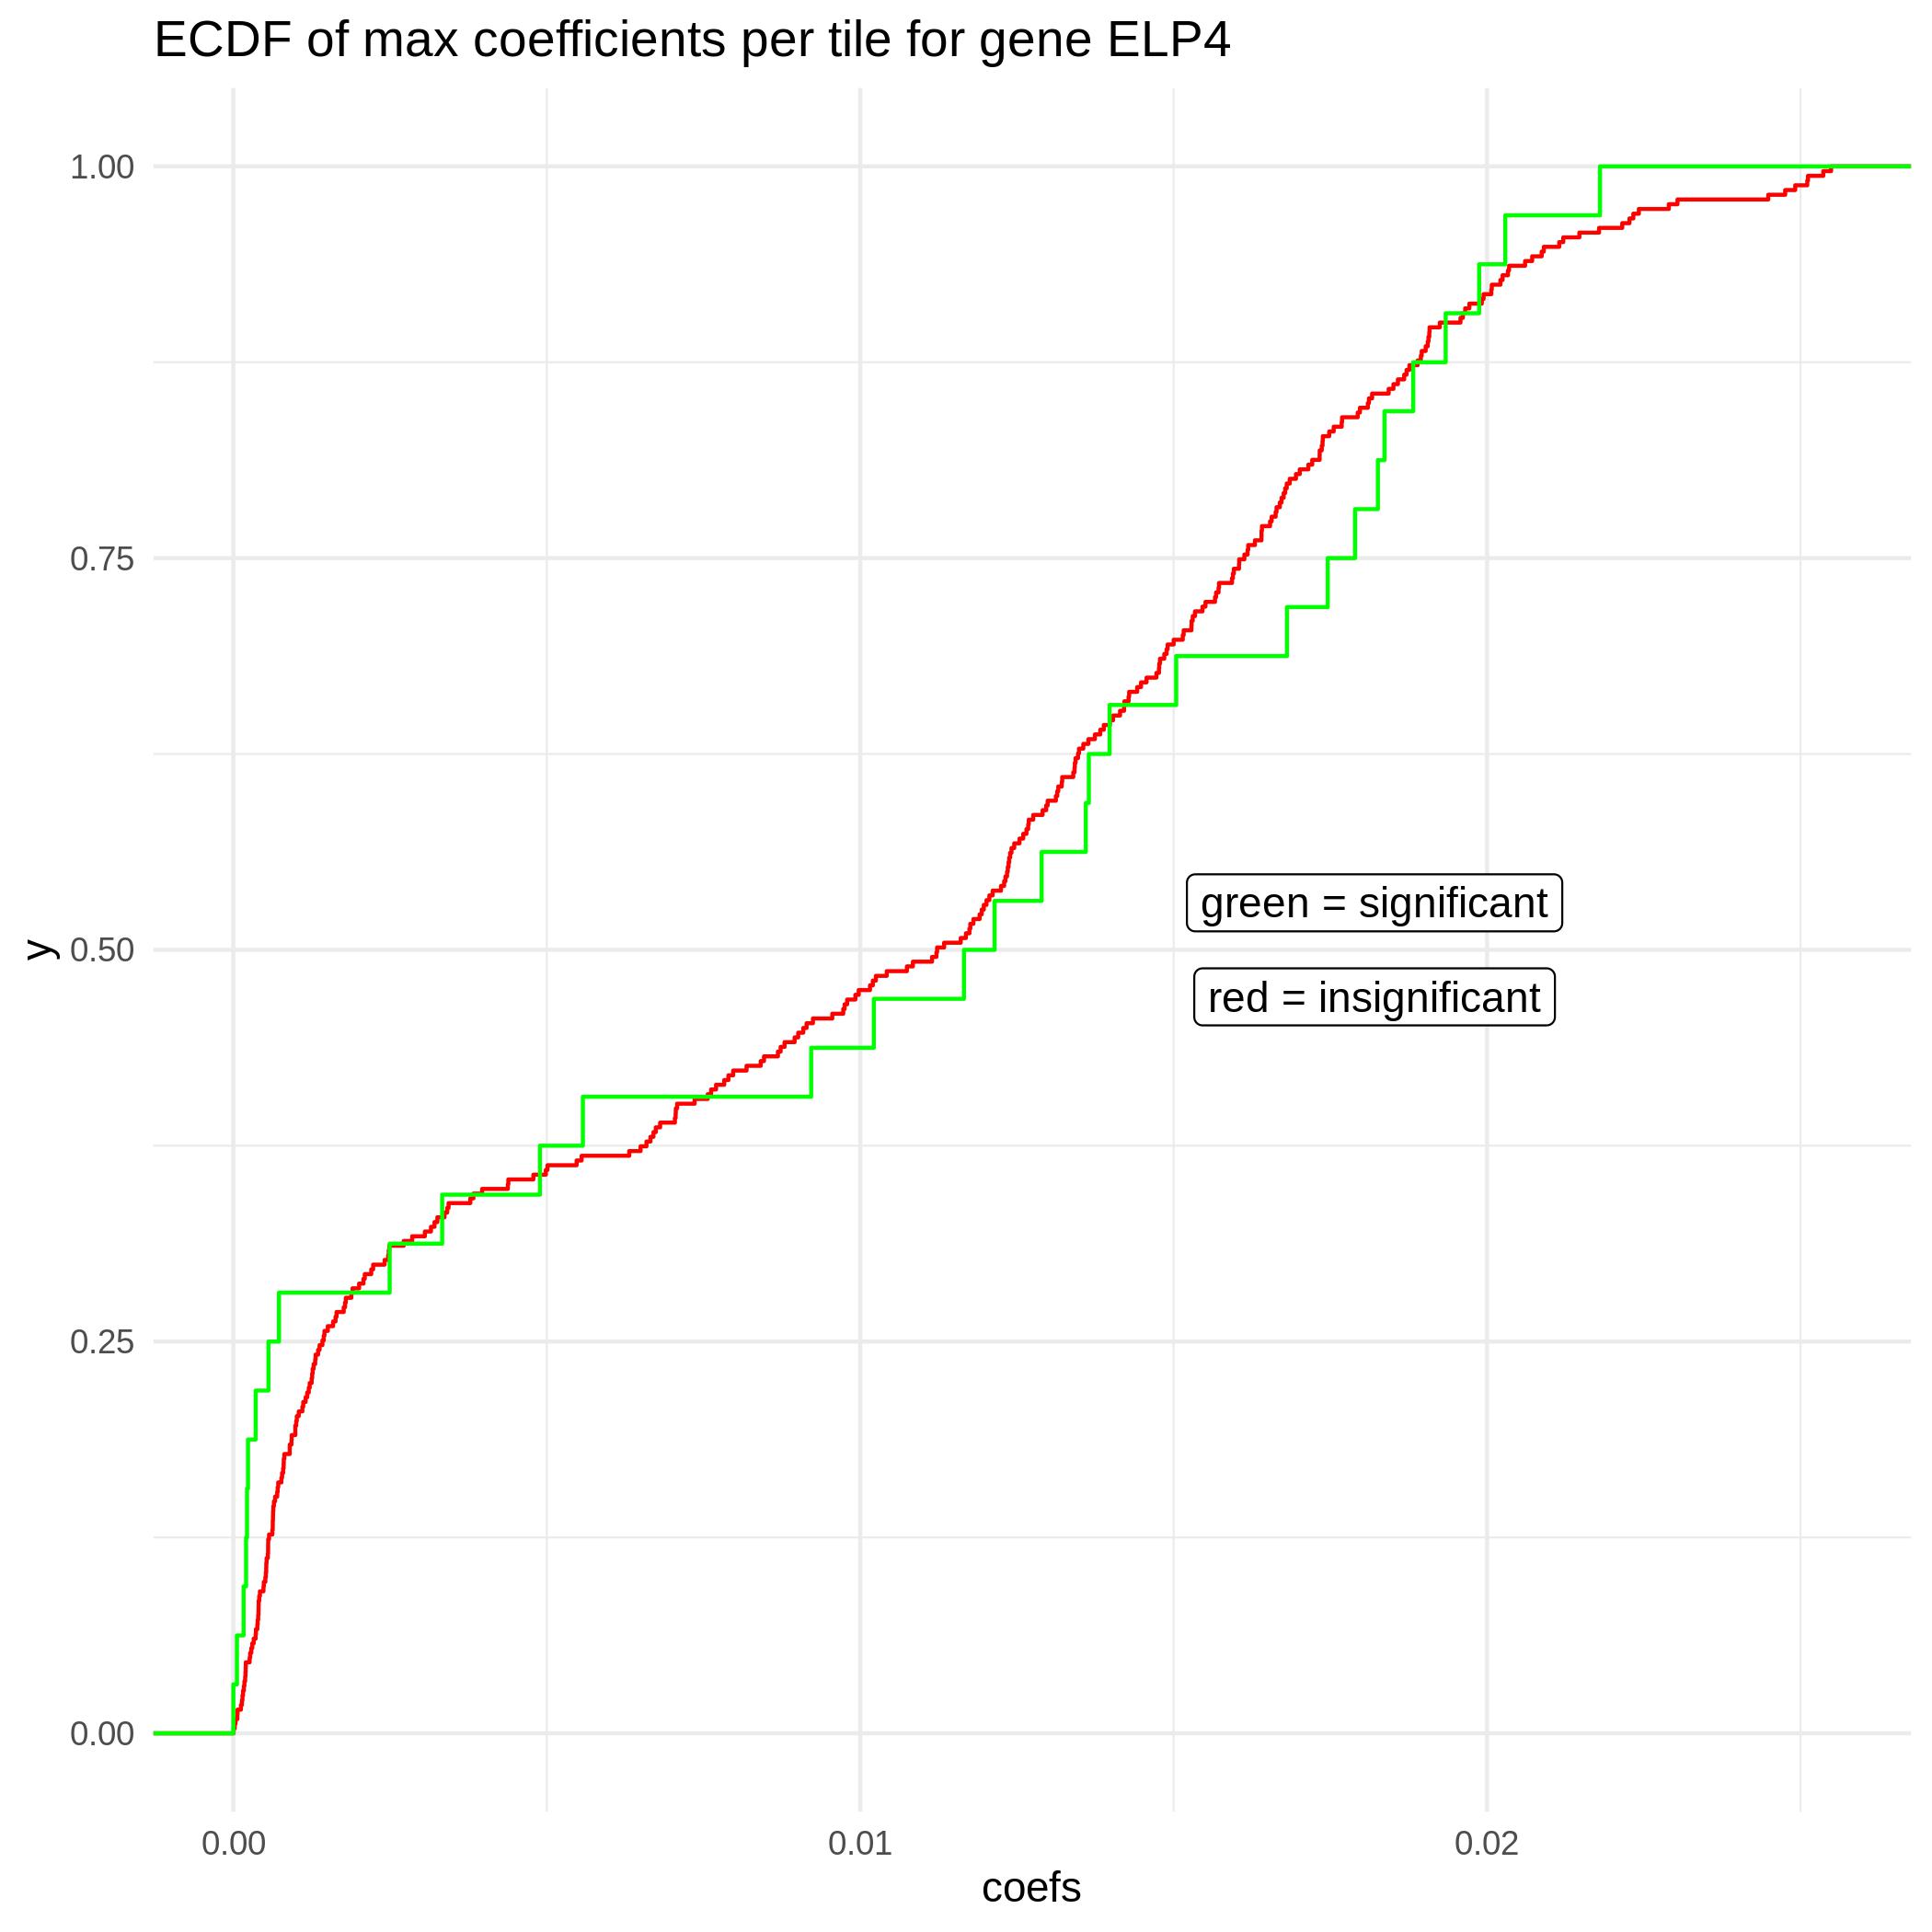 ECDF of max coefficients per tile for gene ELP4
1.00
0.75
green = significant
y
0.50
red = insignificant
0.25
0.00
0.00
0.01
0.02
coefs